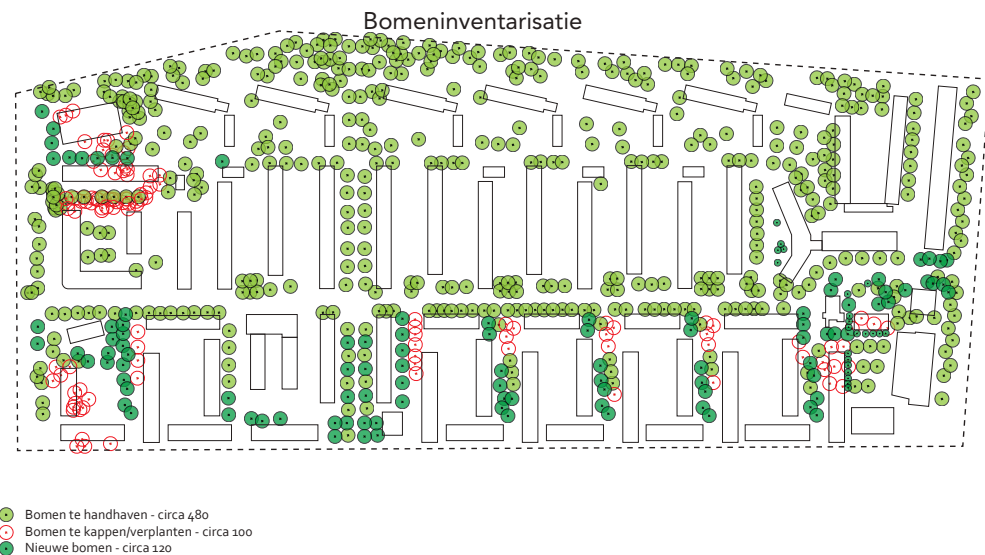 Bomeninventarisatie
Bomen te handhaven - circa 480
Bomen te kappen/verplanten - circa 100
Nieuwe bomen - circa 120